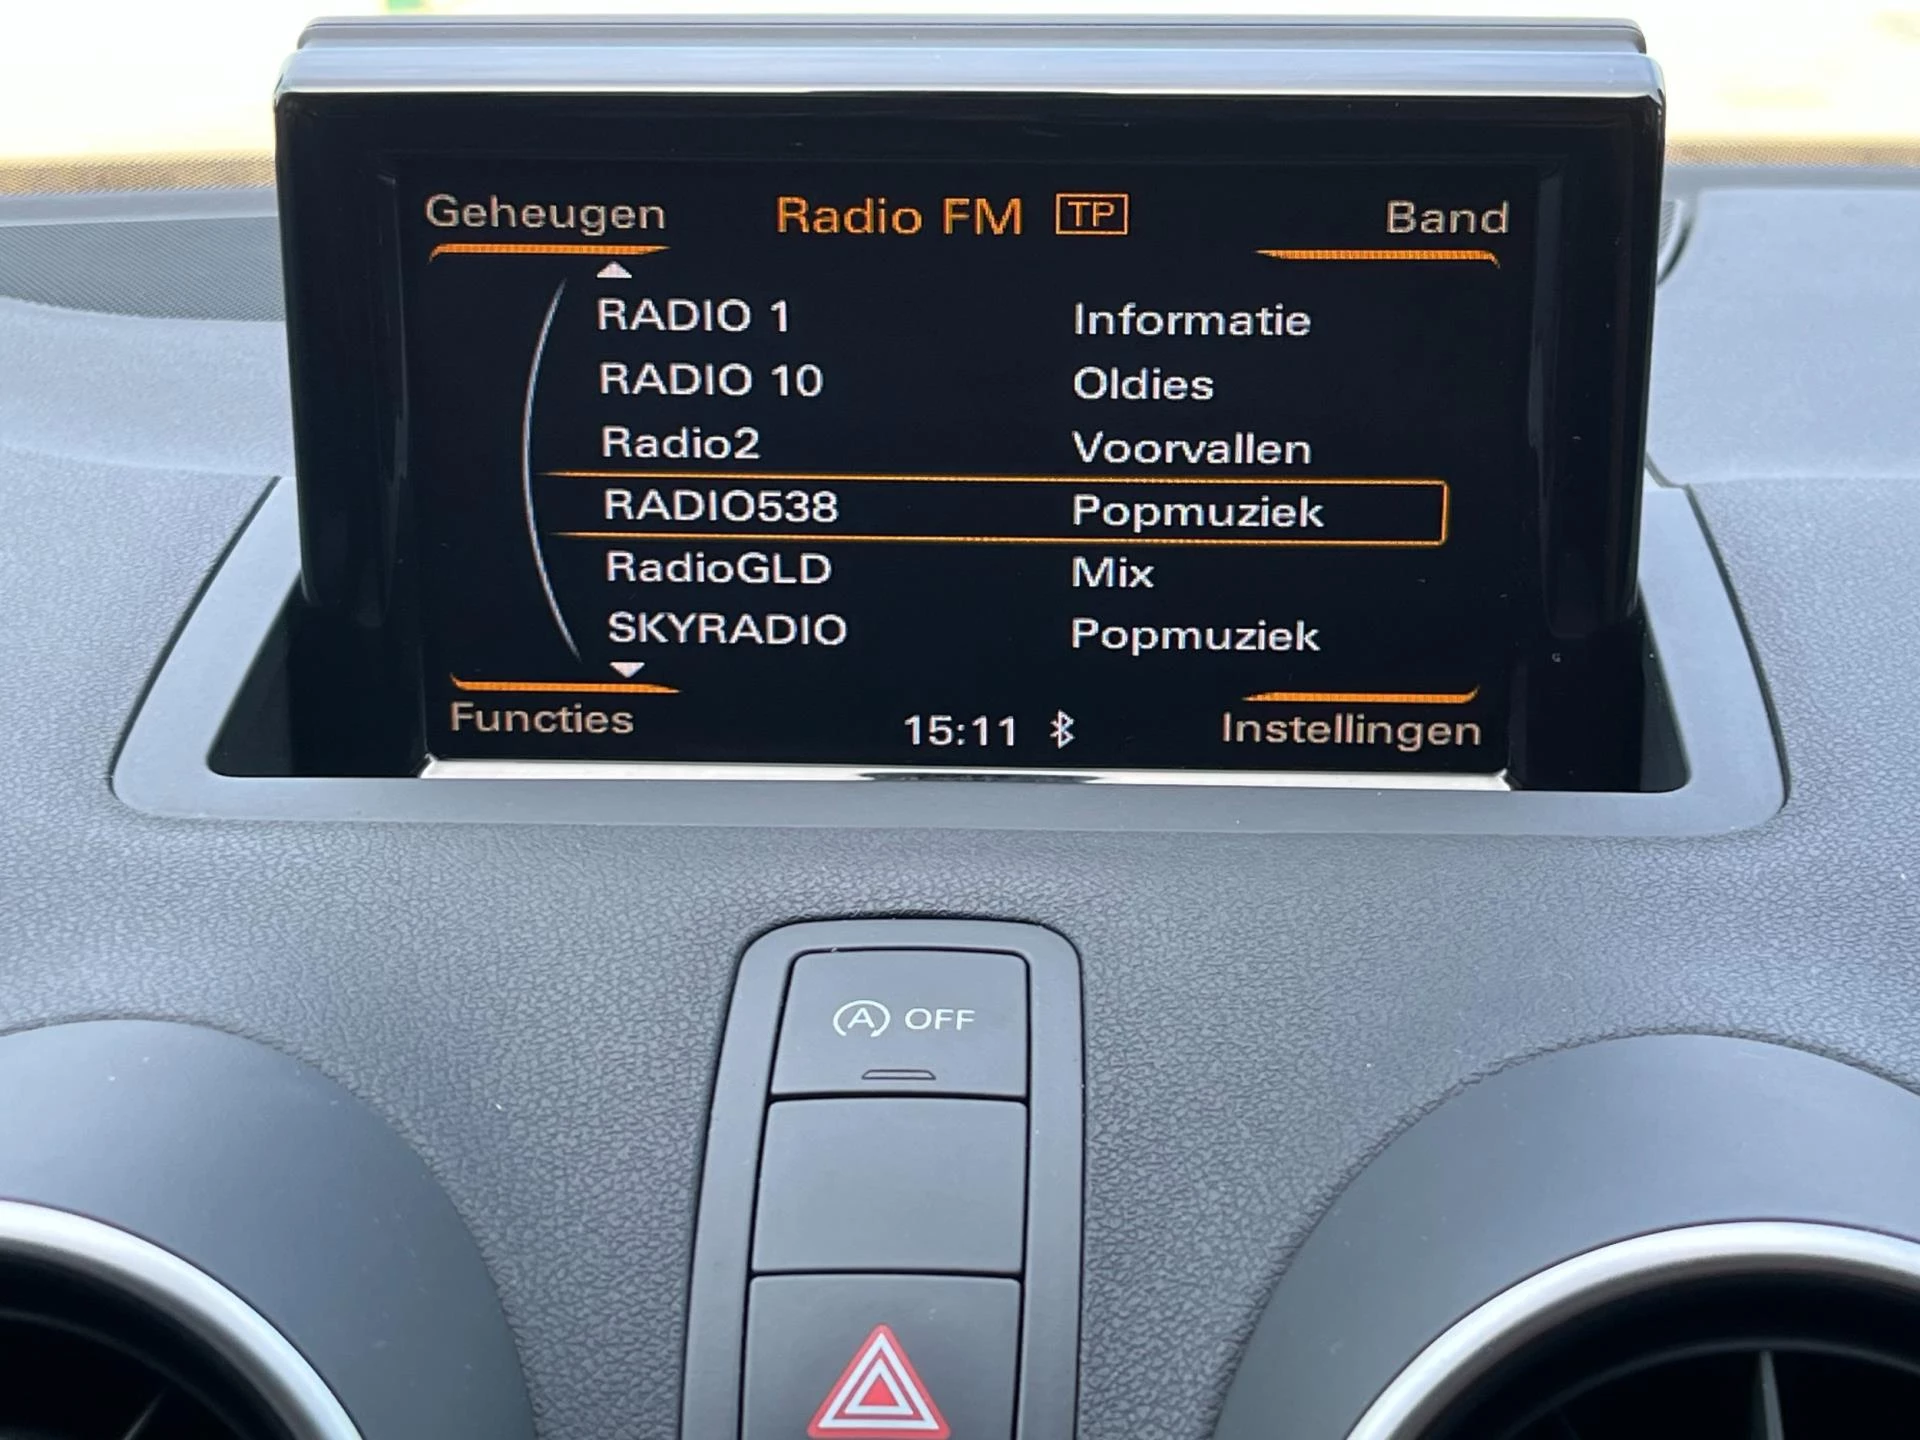 Geheugen Radio FM TP Band
RADIO 1 Informatie
RADIO 10 Oldies
Radio2 Voorvallen
RADIO538 Popmuziek
RadioGLD Mix
SKYRADIO Popmuziek
Functies 15:11 Instellingen
A OFF